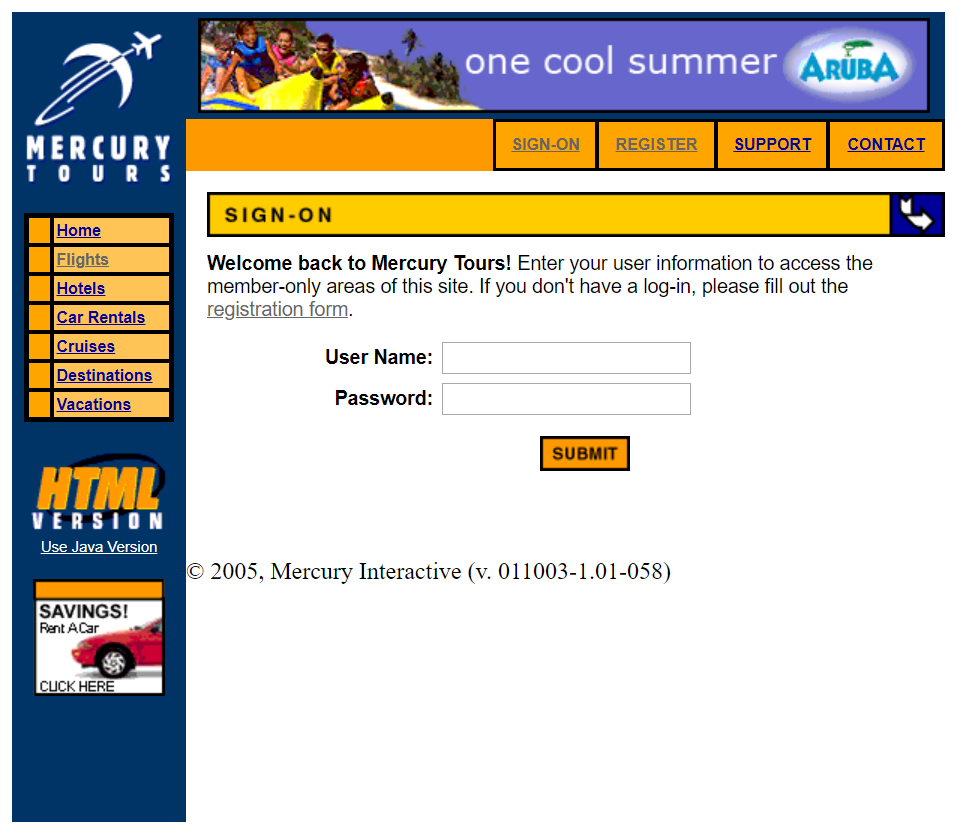 MERCURY
TOURS
one cool summer ARUBA
SIGN-ON REGISTER SUPPORT CONTACT
Home
Flights
Hotels
Car Rentals
Cruises
Destinations
Vacations
HTML
VERSION
Use Java Version
SAVINGS!
Rent A Car
CLICK HERE
SIGN-ON
Welcome back to Mercury Tours! Enter your user information to access the
member-only areas of this site. If you don't have a log-in, please fill out the
registration form.
User Name:
Password:
SUBMIT
© 2005, Mercury Interactive (v. 011003-1.01-058)